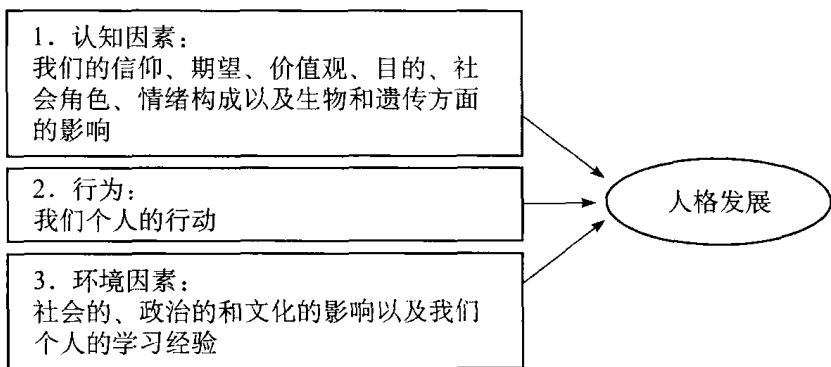 1. 认知因素：
我们的信仰、期望、价值观、目的、社
会角色、情绪构成以及生物和遗传方面
的影响
2. 行为：
我们个人的行动
人格发展
3. 环境因素：
社会的、政治的和文化的影响以及我们
个人的学习经验